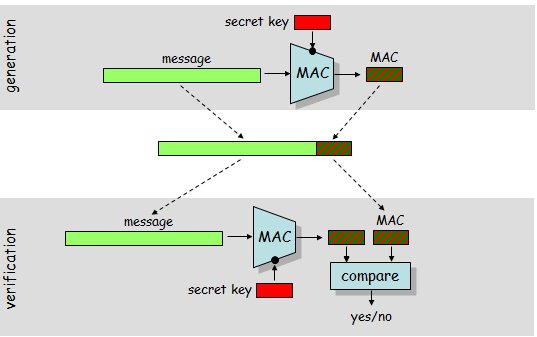 generation
secret key
message
MAC
MAC
verification
message
MAC
MAC
secret key
compare
yes/no